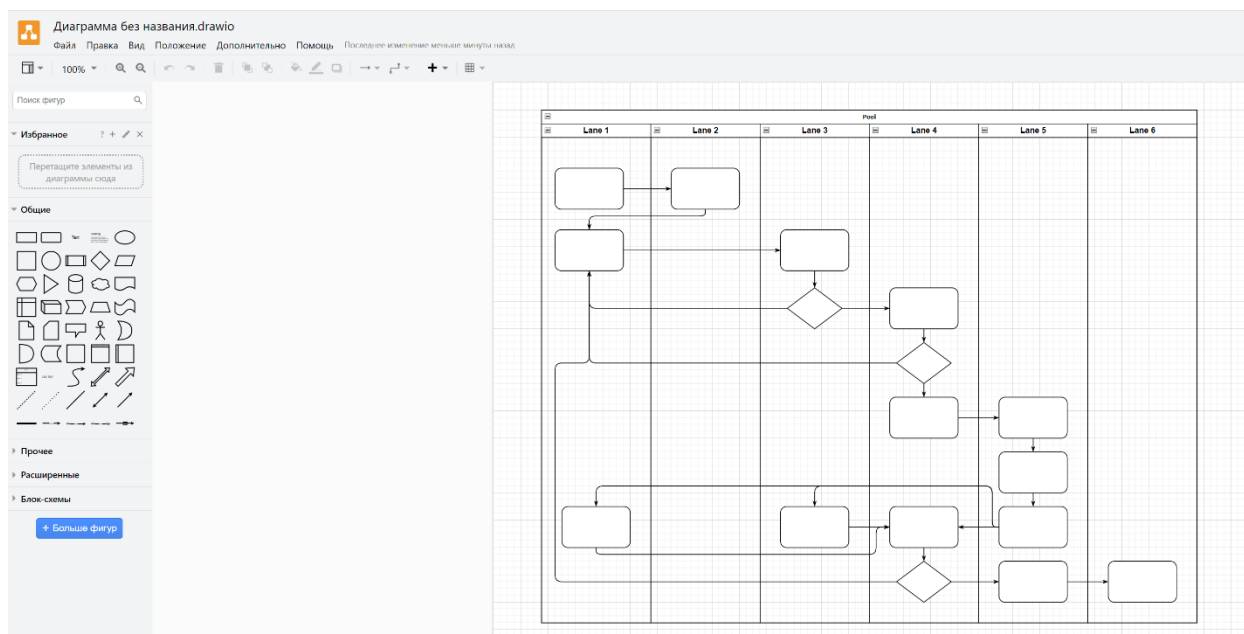 Диаграмма без названия.drawio
Файл Правка Вид Положение Дополнительно Помощь Последнее изменение меньше минуты назад
100%
Поиск фигур
Избранное ? + ×
Перетащите элементы из
диаграммы сюда
Общие
Text
Прочее
Расширенные
Блок-схемы
+ Больше фигур
Pool
Lane 1 Lane 2 Lane 3 Lane 4 Lane 5 Lane 6